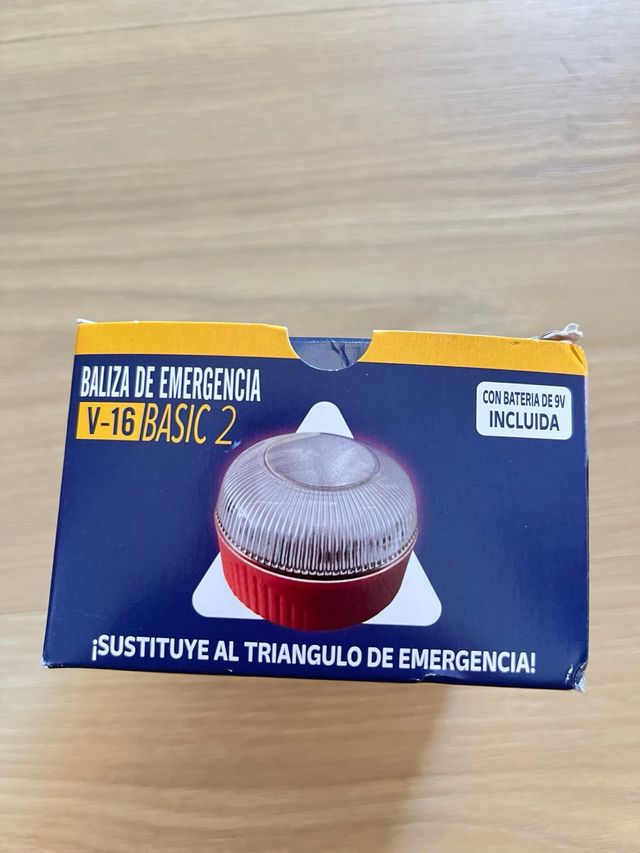 BALIZA DE EMERGENCIA
V-16 BASIC 2
CON BATERIA DE 9V
INCLUIDA
¡SUSTITUYE AL TRIANGULO DE EMERGENCIA!